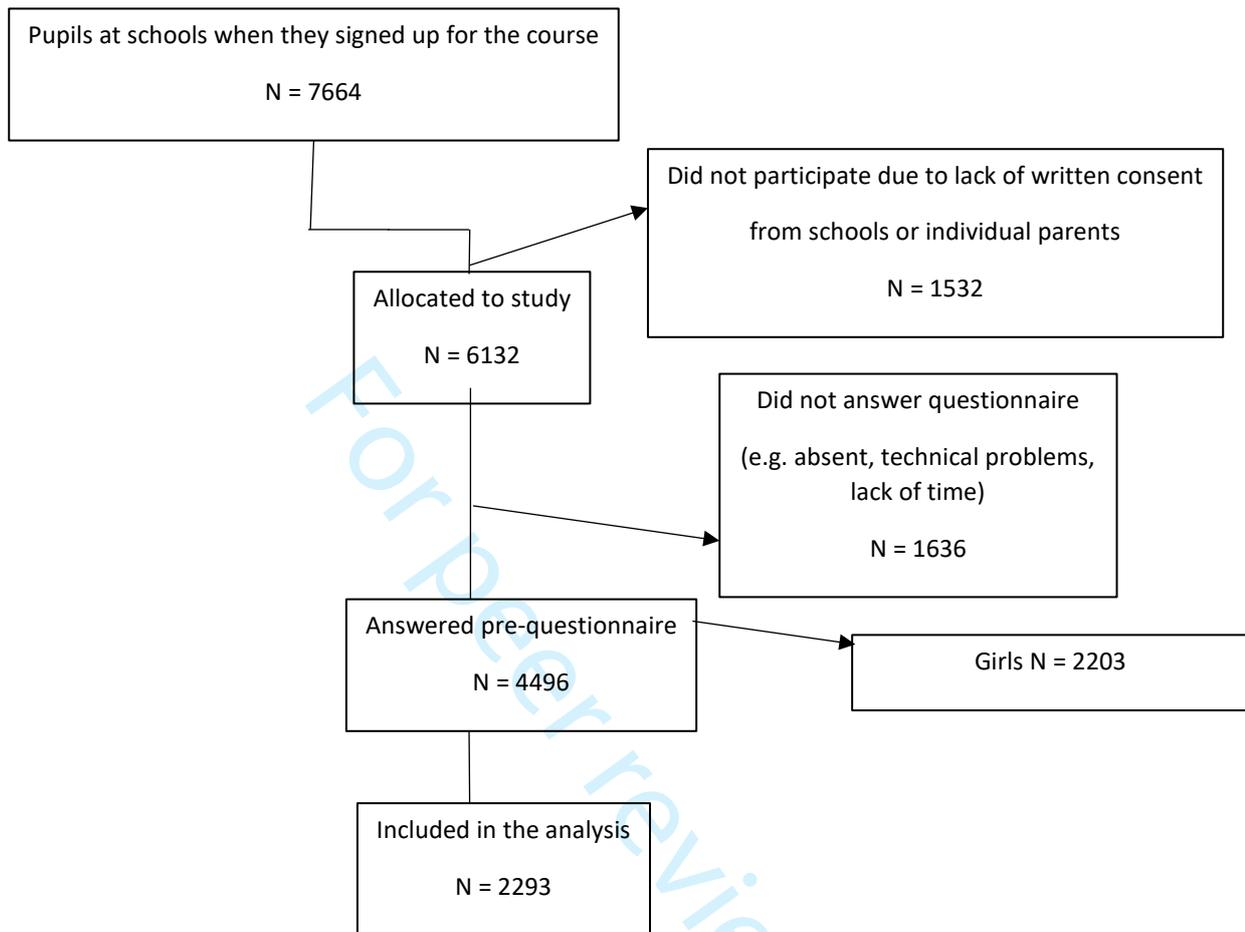 Pupils at schools when they signed up for the course
N = 7664
Did not participate due to lack of written consent
from schools or individual parents
N = 1532
Allocated to study
N = 6132
Did not answer questionnaire
(e.g. absent, technical problems,
lack of time)
N = 1636
Answered pre-questionnaire
N = 4496
Girls N = 2203
Included in the analysis
N = 2293
For peer